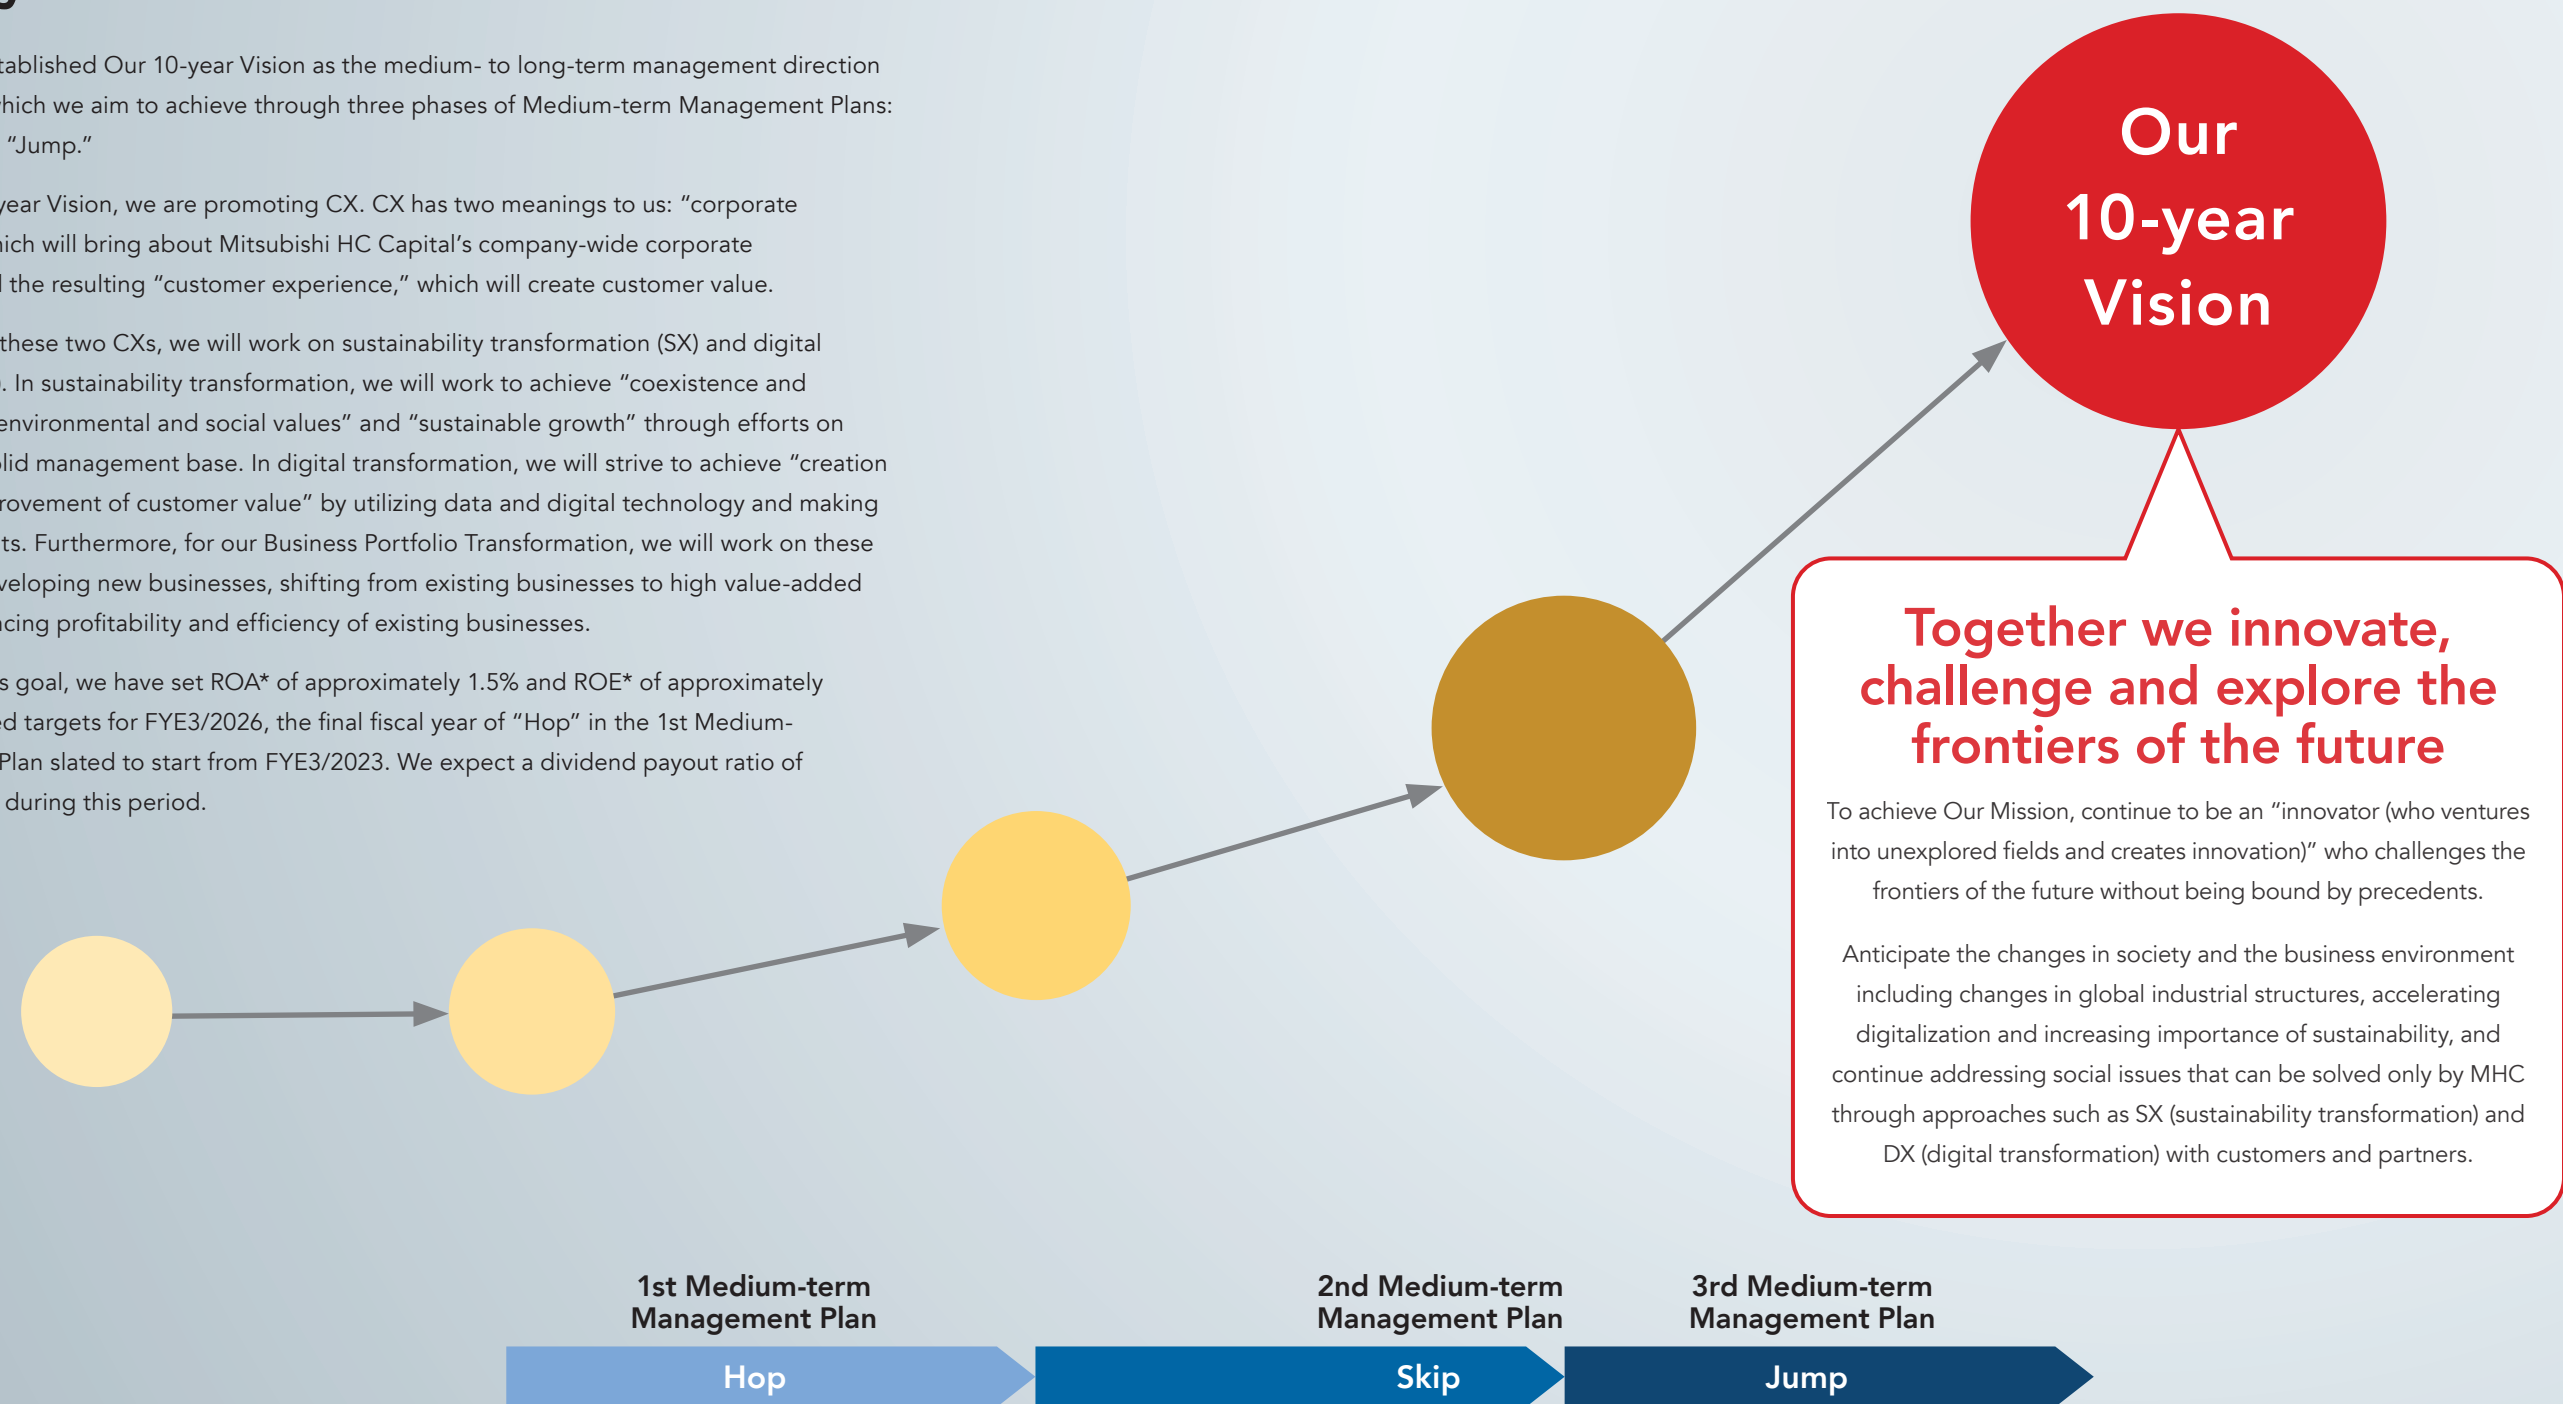 tablished Our 10-year Vision as the medium- to long-term management direction
which we aim to achieve through three phases of Medium-term Management Plans:
“Jump.”
year Vision, we are promoting CX. CX has two meanings to us: “corporate
hich will bring about Mitsubishi HC Capital’s company-wide corporate
the resulting “customer experience,” which will create customer value.
these two CXs, we will work on sustainability transformation (SX) and digital
). In sustainability transformation, we will work to achieve “coexistence and
environmental and social values” and “sustainable growth” through efforts on
lid management base. In digital transformation, we will strive to achieve “creation
rovement of customer value” by utilizing data and digital technology and making
ts. Furthermore, for our Business Portfolio Transformation, we will work on these
veloping new businesses, shifting from existing businesses to high value-added
ncing profitability and efficiency of existing businesses.
s goal, we have set ROA* of approximately 1.5% and ROE* of approximately
ed targets for FYE3/2026, the final fiscal year of “Hop” in the 1st Medium-
Plan slated to start from FYE3/2023. We expect a dividend payout ratio of
during this period.
Our
10-year
Vision
Together we innovate,
challenge and explore the
frontiers of the future
To achieve Our Mission, continue to be an “innovator (who ventures
into unexplored fields and creates innovation)” who challenges the
frontiers of the future without being bound by precedents.
Anticipate the changes in society and the business environment
including changes in global industrial structures, accelerating
digitalization and increasing importance of sustainability, and
continue addressing social issues that can be solved only by MHC
through approaches such as SX (sustainability transformation) and
DX (digital transformation) with customers and partners.
1st Medium-term
Management Plan
Hop
2nd Medium-term
Management Plan
Skip
3rd Medium-term
Management Plan
Jump